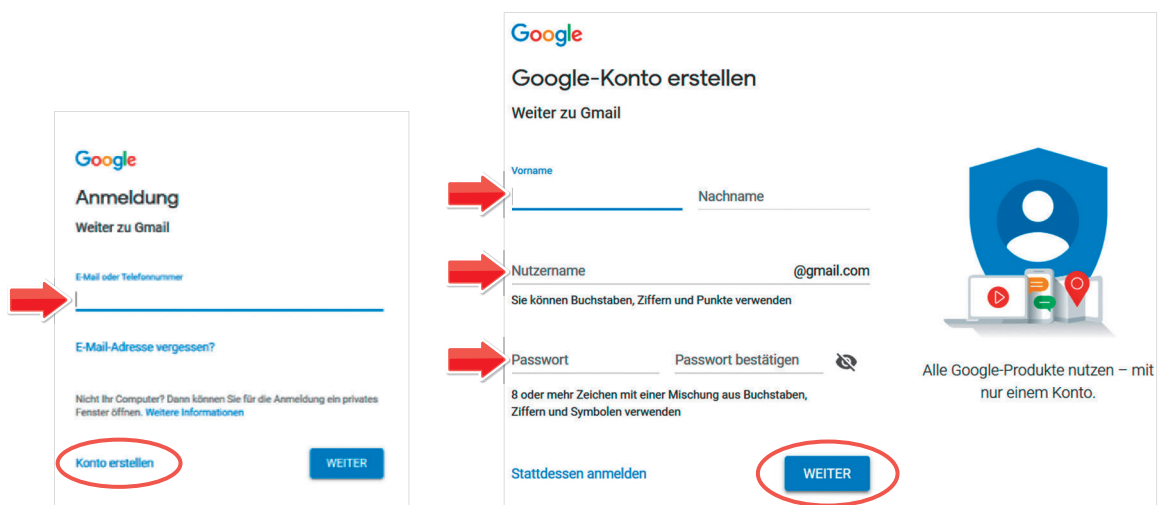 Google
Anmeldung
Weiter zu Gmail
E-Mail oder Telefonnummer
E-Mail-Adresse vergessen?
Nicht Ihr Computer? Dann können Sie für die Anmeldung ein privates
Fenster öffnen. Weitere Informationen
Konto erstellen
WEITER
Google
Google-Konto erstellen
Weiter zu Gmail
Vorname
Nachname
Nutzername @gmail.com
Sie können Buchstaben, Ziffern und Punkte verwenden
Passwort Passwort bestätigen
8 oder mehr Zeichen mit einer Mischung aus Buchstaben,
Ziffern und Symbolen verwenden
Stattdessen anmelden
WEITER
Alle Google-Produkte nutzen – mit
nur einem Konto.